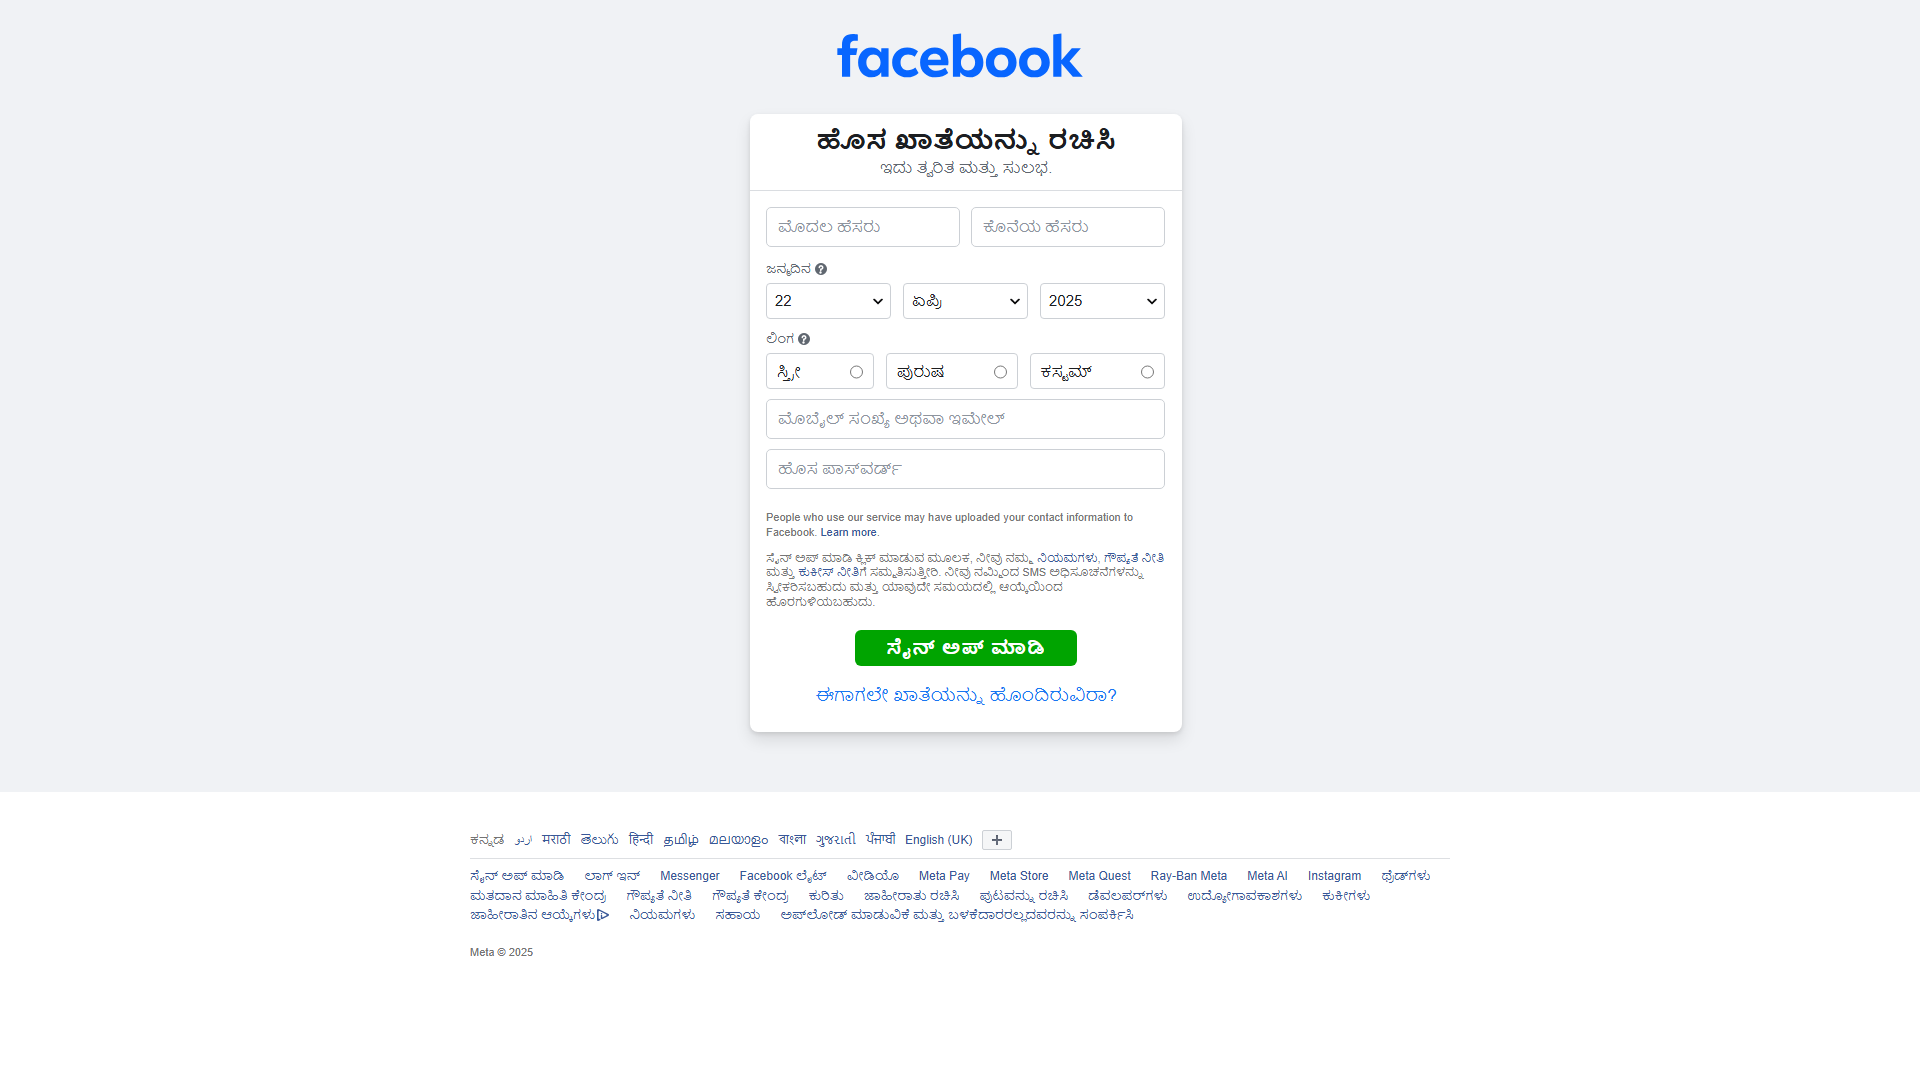 facebook
ಹೊಸ ಖಾತೆಯನ್ನು ರಚಿಸಿ
ಇದು ತ್ವರಿತ ಮತ್ತು ಸುಲಭ.
ಮೊದಲ ಹೆಸರು ಕೊನೆಯ ಹೆಸರು
ಜನ್ಮದಿನ
22 ಏಪ್ರಿ 2025
ಲಿಂಗ
ಸ್ತ್ರೀ ಪುರುಷ ಕಸ್ಟಮ್
ಮೊಬೈಲ್ ಸಂಖ್ಯೆ ಅಥವಾ ಇಮೇಲ್
ಹೊಸ ಪಾಸ್‌ವರ್ಡ್
People who use our service may have uploaded your contact information to
Facebook. Learn more.
ಸೈನ್ ಅಪ್ ಮಾಡಿ ಕ್ಲಿಕ್ ಮಾಡುವ ಮೂಲಕ, ನೀವು ನಮ್ಮ ನಿಯಮಗಳು, ಗೌಪ್ಯತೆ ನೀತಿ
ಮತ್ತು ಕುಕೀಸ್ ನೀತಿಗೆ ಸಮ್ಮತಿಸುತ್ತೀರಿ. ನೀವು ನಮ್ಮಿಂದ SMS ಅಧಿಸೂಚನೆಗಳನ್ನು
ಸ್ವೀಕರಿಸಬಹುದು ಮತ್ತು ಯಾವುದೇ ಸಮಯದಲ್ಲಿ ಆಯ್ಕೆಯಿಂದ
ಹೊರಗುಳಿಯಬಹುದು.
ಸೈನ್ ಅಪ್ ಮಾಡಿ
ಈಗಾಗಲೇ ಖಾತೆಯನ್ನು ಹೊಂದಿರುವಿರಾ?
ಕನ್ನಡ اردو मराठी తెలుగు हिन्दी தமிழ் മലയാളം বাংলা ગુજરાતી ਪੰਜਾਬੀ English (UK)
ಸೈನ್ ಅಪ್ ಮಾಡಿ ಲಾಗ್ ಇನ್ Messenger Facebook ಲೈಟ್ ವೀಡಿಯೊ Meta Pay Meta Store Meta Quest Ray-Ban Meta Meta AI Instagram ಥ್ರೆಡ್‌ಗಳು
ಮತದಾನ ಮಾಹಿತಿ ಕೇಂದ್ರ ಗೌಪ್ಯತೆ ನೀತಿ ಗೌಪ್ಯತೆ ಕೇಂದ್ರ ಕುರಿತು ಜಾಹೀರಾತು ರಚಿಸಿ ಪುಟವನ್ನು ರಚಿಸಿ ಡೆವಲಪರ್‌ಗಳು ಉದ್ಯೋಗಾವಕಾಶಗಳು ಕುಕೀಗಳು
ಜಾಹೀರಾತಿನ ಆಯ್ಕೆಗಳು ನಿಯಮಗಳು ಸಹಾಯ ಅಪ್‌ಲೋಡ್ ಮಾಡುವಿಕೆ ಮತ್ತು ಬಳಕೆದಾರರಲ್ಲದವರನ್ನು ಸಂಪರ್ಕಿಸಿ
Meta © 2025